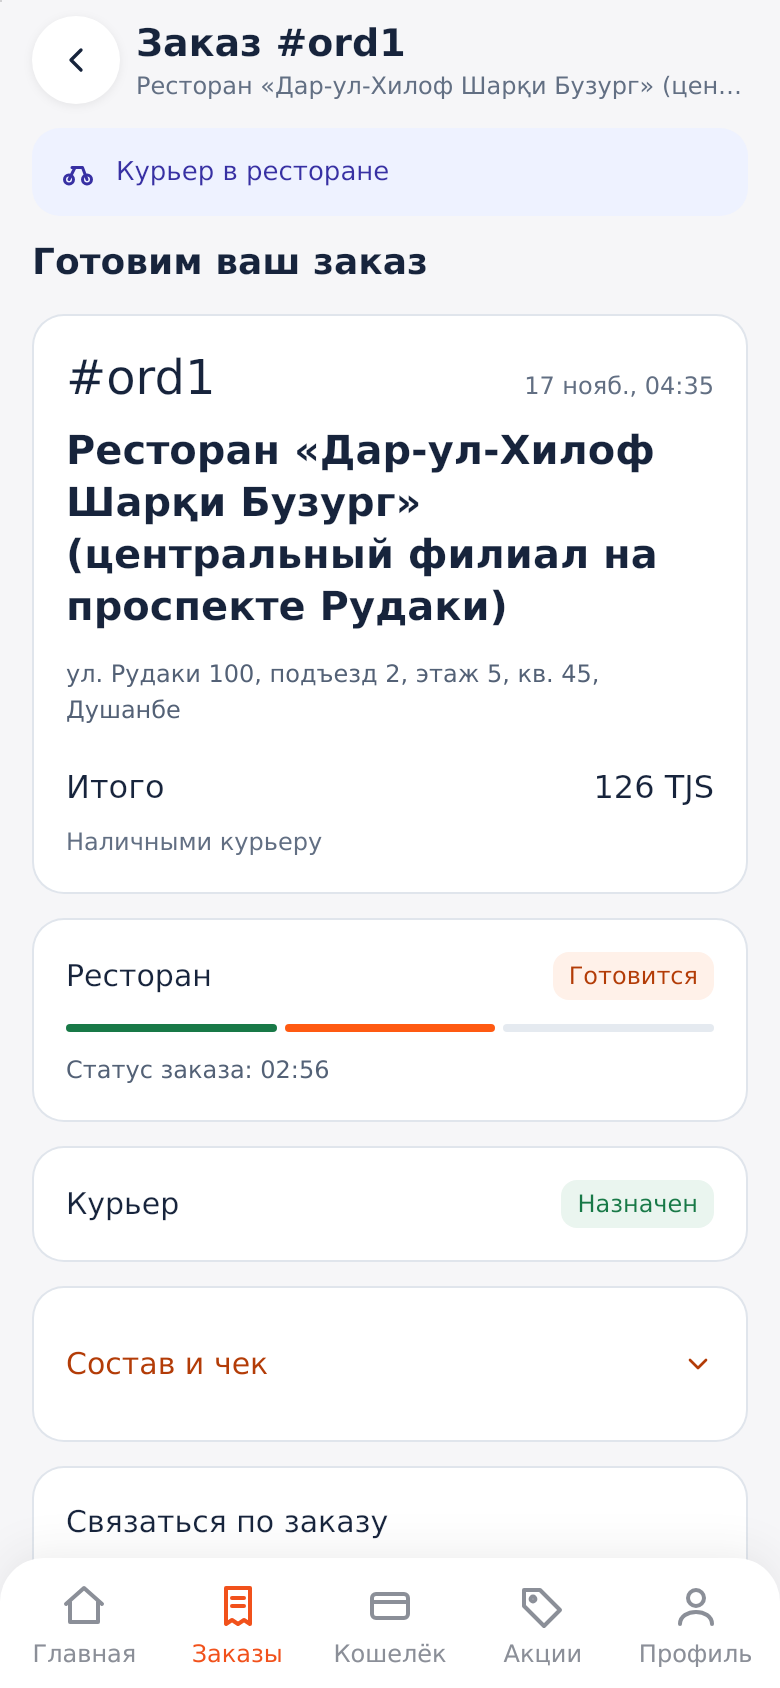 Заказ #ord1
Ресторан «Дар-ул-Хилоф Шарқи Бузург» (цен...
Курьер в ресторане
Готовим ваш заказ
#ord1
17 нояб., 04:35
Ресторан «Дар-ул-Хилоф
Шарқи Бузург»
(центральный филиал на
проспекте Рудаки)
ул. Рудаки 100, подъезд 2, этаж 5, кв. 45,
Душанбе
Итого
126 TJS
Наличными курьеру
Ресторан
Готовится
Статус заказа: 02:56
Курьер
Назначен
Состав и чек
Связаться по заказу
Главная
Заказы
Кошелёк
Акции
Профиль